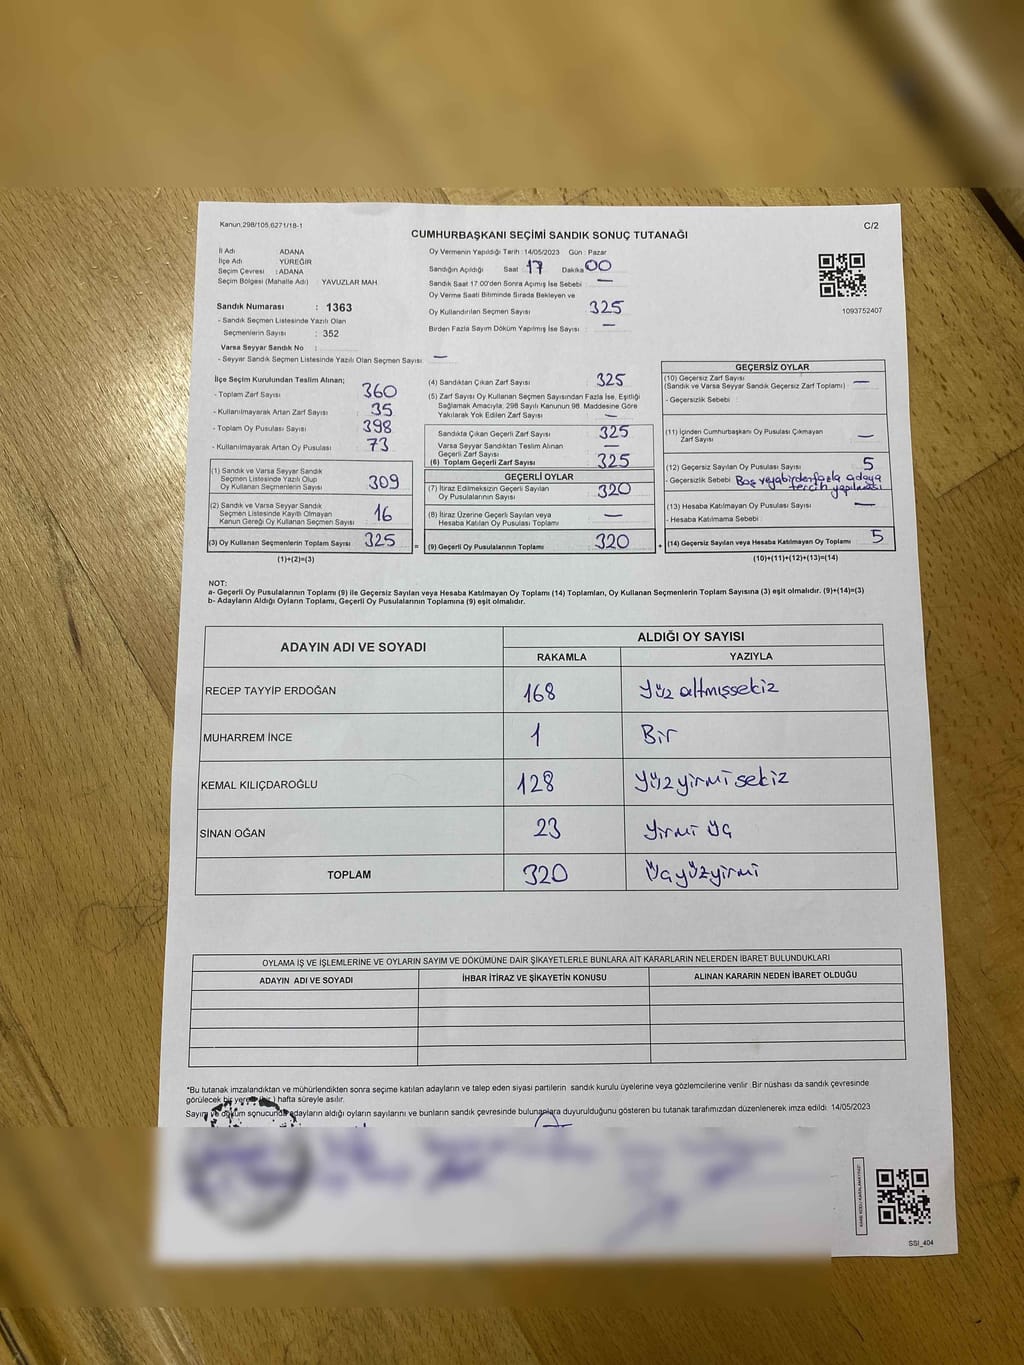 Kanun.298/105,6271/18-1
C/2
CUMHURBAŞKANI SEÇİMİ SANDIK SONUÇ TUTANAĞI
İl Adı : ADANA
İlçe Adı : YÜREĞİR
Seçim Çevresi : ADANA
Seçim Bölgesi (Mahalle Adı) : YAVUZLAR MAH
Sandık Numarası : 1363
- Sandık Seçmen Listesinde Yazılı Olan
Seçmenlerin Sayısı : 352
Varsa Seyyar Sandık No :
- Seyyar Sandık Seçmen Listesinde Yazılı Olan Seçmen Sayısı : —
Oy Vermenin Yapıldığı Tarih : 14/05/2023 Gün : Pazar
Sandığın Açıldığı Saat 17 Dakika 00
Sandık Saat 17.00'den Sonra Açımış İse Sebebi : —
Oy Verme Saati Bitiminde Sırada Bekleyen ve
Oy Kullandırılan Seçmen Sayısı : 325
Birden Fazla Sayım Döküm Yapılmış İse Sayısı : —
1093752407
İlçe Seçim Kurulundan Teslim Alınan;
- Toplam Zarf Sayısı : 360
- Kullanılmayarak Artan Zarf Sayısı : 35
- Toplam Oy Pusulası Sayısı : 398
- Kullanılmayarak Artan Oy Pusulası : 73
(1) Sandık ve Varsa Seyyar Sandık
Seçmen Listesinde Yazılı Olup
Oy Kullanan Seçmenlerin Sayısı : 309
(2) Sandık ve Varsa Seyyar Sandık
Seçmen Listesinde Kayıtlı Olmayan
Kanun Gereği Oy Kullanan Seçmen Sayısı : 16
(3) Oy Kullanan Seçmenlerin Toplam Sayısı : 325
(1)+(2)=(3)
(4) Sandıktan Çıkan Zarf Sayısı : 325
(5) Zarf Sayısı Oy Kullanan Seçmen Sayısından Fazla İse, Eşitliği
Sağlamak Amacıyla, 298 Sayılı Kanunun 98. Maddesine Göre
Yakılarak Yok Edilen Zarf Sayısı : —
Sandıkta Çıkan Geçerli Zarf Sayısı : 325
Varsa Seyyar Sandıktan Teslim Alınan
Geçerli Zarf Sayısı : —
(6) Toplam Geçerli Zarf Sayısı : 325
GEÇERLİ OYLAR
(7) İtiraz Edilmeksizin Geçerli Sayılan
Oy Pusulalarının Sayısı : 320
(8) İtiraz Üzerine Geçerli Sayılan veya
Hesaba Katılan Oy Pusulası Toplamı : —
= (9) Geçerli Oy Pusulalarının Toplamı : 320 +
GEÇERSİZ OYLAR
(10) Geçersiz Zarf Sayısı
(Sandık ve Varsa Seyyar Sandık Geçersiz Zarf Toplamı) : —
- Geçersizlik Sebebi :
(11) İçinden Cumhurbaşkanı Oy Pusulası Çıkmayan
Zarf Sayısı : —
(12) Geçersiz Sayılan Oy Pusulası Sayısı : 5
- Geçersizlik Sebebi : Boş veya birden fazla adaya
tercih yapılması
(13) Hesaba Katılmayan Oy Pusulası Sayısı : —
- Hesaba Katılmama Sebebi :
(14) Geçersiz Sayılan veya Hesaba Katılmayan Oy Toplamı : 5
(10)+(11)+(12)+(13)=(14)
NOT:
a- Geçerli Oy Pusulalarının Toplamı (9) ile Geçersiz Sayılan veya Hesaba Katılmayan Oy Toplamı (14) Toplamları, Oy Kullanan Seçmenlerin Toplam Sayısına (3) eşit olmalıdır. (9)+(14)=(3)
b- Adayların Aldığı Oyların Toplamı, Geçerli Oy Pusulalarının Toplamına (9) eşit olmalıdır.
ADAYIN ADI VE SOYADI ALDIĞI OY SAYISI
RAKAMLA YAZIYLA
RECEP TAYYİP ERDOĞAN 168 Yüz altmışsekiz
MUHARREM İNCE 1 Bir
KEMAL KILIÇDAROĞLU 128 Yüz yirmi sekiz
SİNAN OĞAN 23 Yirmi üç
TOPLAM 320 Üçyüzyirmi
OYLAMA İŞ VE İŞLEMLERİNE VE OYLARIN SAYIM VE DÖKÜMÜNE DAİR ŞİKAYETLERLE BUNLARA AİT KARARLARIN NELERDEN İBARET BULUNDUKLARI
ADAYIN ADI VE SOYADI İHBAR İTİRAZ VE ŞİKAYETİN KONUSU ALINAN KARARIN NEDEN İBARET OLDUĞU
*Bu tutanak imzalandıktan ve mühürlendikten sonra seçime katılan adayların ve talep eden siyasi partilerin sandık kurulu üyelerine veya gözlemcilerine verilir. Bir nüshası da sandık çevresinde
görülecek bir yere (bir) hafta süreyle asılır.
Sayım ve döküm sonucunda adayların aldığı oyların sayılarını ve bunların sandık çevresinde bulunanlara duyurulduğunu gösteren bu tutanak tarafımızdan düzenlenerek imza edildi. 14/05/2023
SSI_404